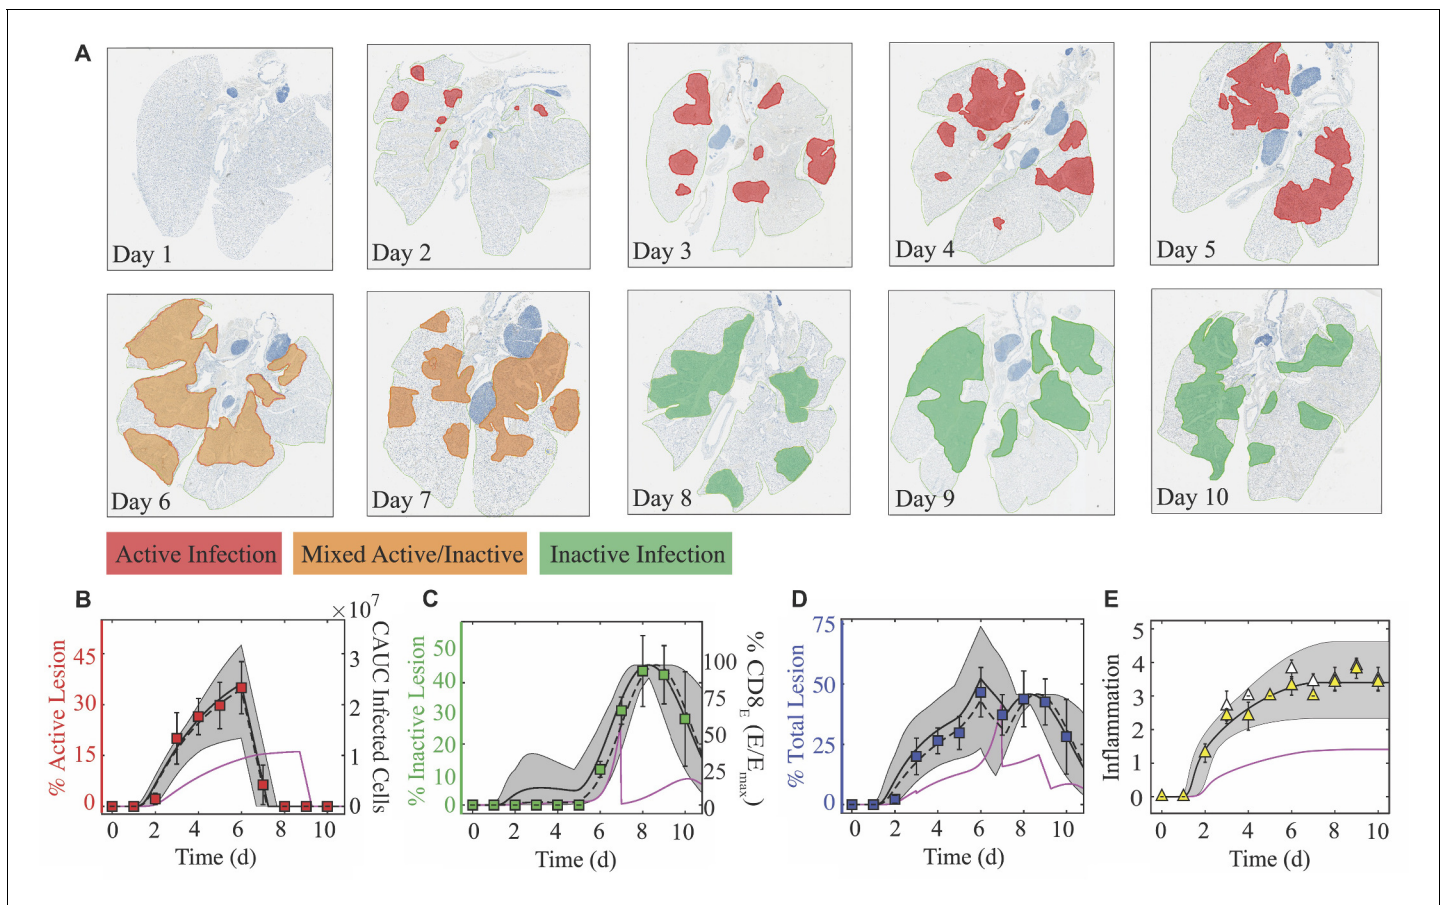 A
Day 1
Day 2
Day 3
Day 4
Day 5
Day 6
Day 7
Day 8
Day 9
Day 10
Active Infection
Mixed Active/Inactive
Inactive Infection
B
×10⁷
% Active Lesion
45
30
15
0
3
2
1
0
CAUC Infected Cells
0 2 4 6 8 10
Time (d)
C
% Inactive Lesion
50
40
30
20
10
0
100
75
50
25
0
% CD8E (E/Emax)
0 2 4 6 8 10
Time (d)
D
% Total Lesion
75
50
25
0
0 2 4 6 8 10
Time (d)
E
Inflammation
5
4
3
2
1
0
0 2 4 6 8 10
Time (d)